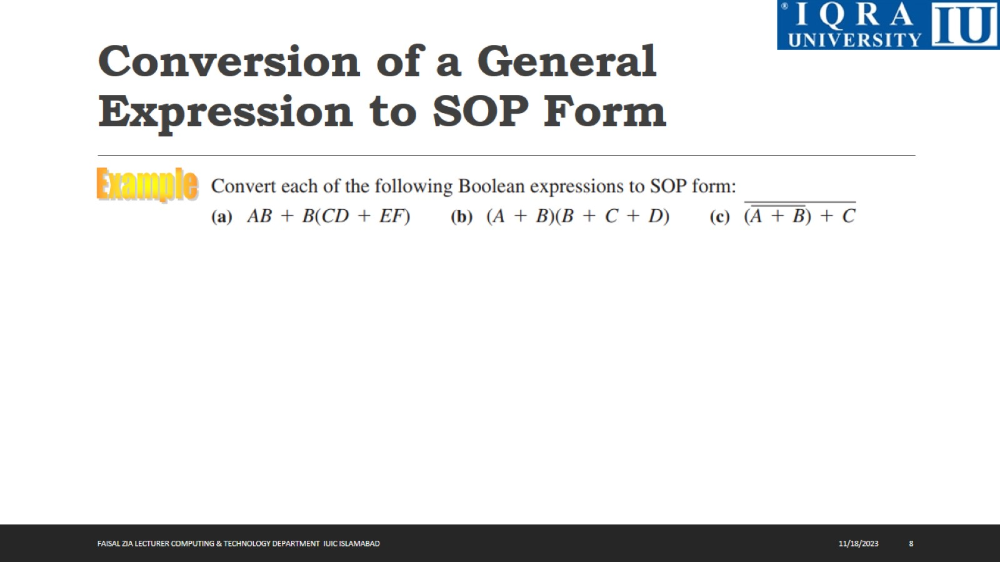 ® IQRA
UNIVERSITY IU
Conversion of a General
Expression to SOP Form
Example Convert each of the following Boolean expressions to SOP form:
(a) AB + B(CD + EF) (b) (A + B)(B + C + D) (c) $\overline{(\overline{A + B}) + C}$
FAISAL ZIA LECTURER COMPUTING & TECHNOLOGY DEPARTMENT IUIC ISLAMABAD 11/18/2023 8